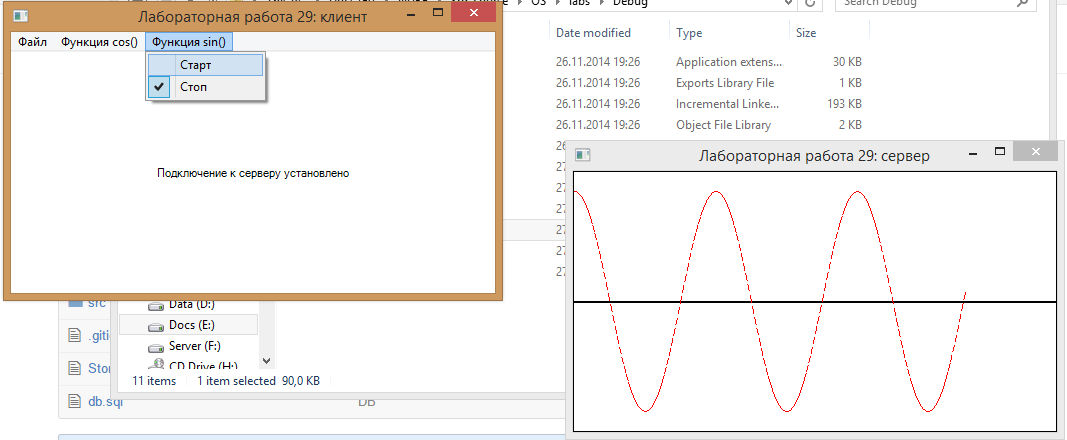 OS
Labs
Debug
Search Debug
Лабораторная работа 29: клиент
Файл Функция cos() Функция sin()
Старт
Стоп
Подключение к серверу установлено
Date modified Type Size
26.11.2014 19:26 Application extens... 30 KB
26.11.2014 19:26 Exports Library File 1 KB
26.11.2014 19:26 Incremental Linke... 193 KB
26.11.2014 19:26 Object File Library 2 KB
Лабораторная работа 29: сервер
src
.giti
Stor
db.sql
DB
Data (D:)
Docs (E:)
Server (F:)
CD Drive (H:)
11 items 1 item selected 90,0 KB